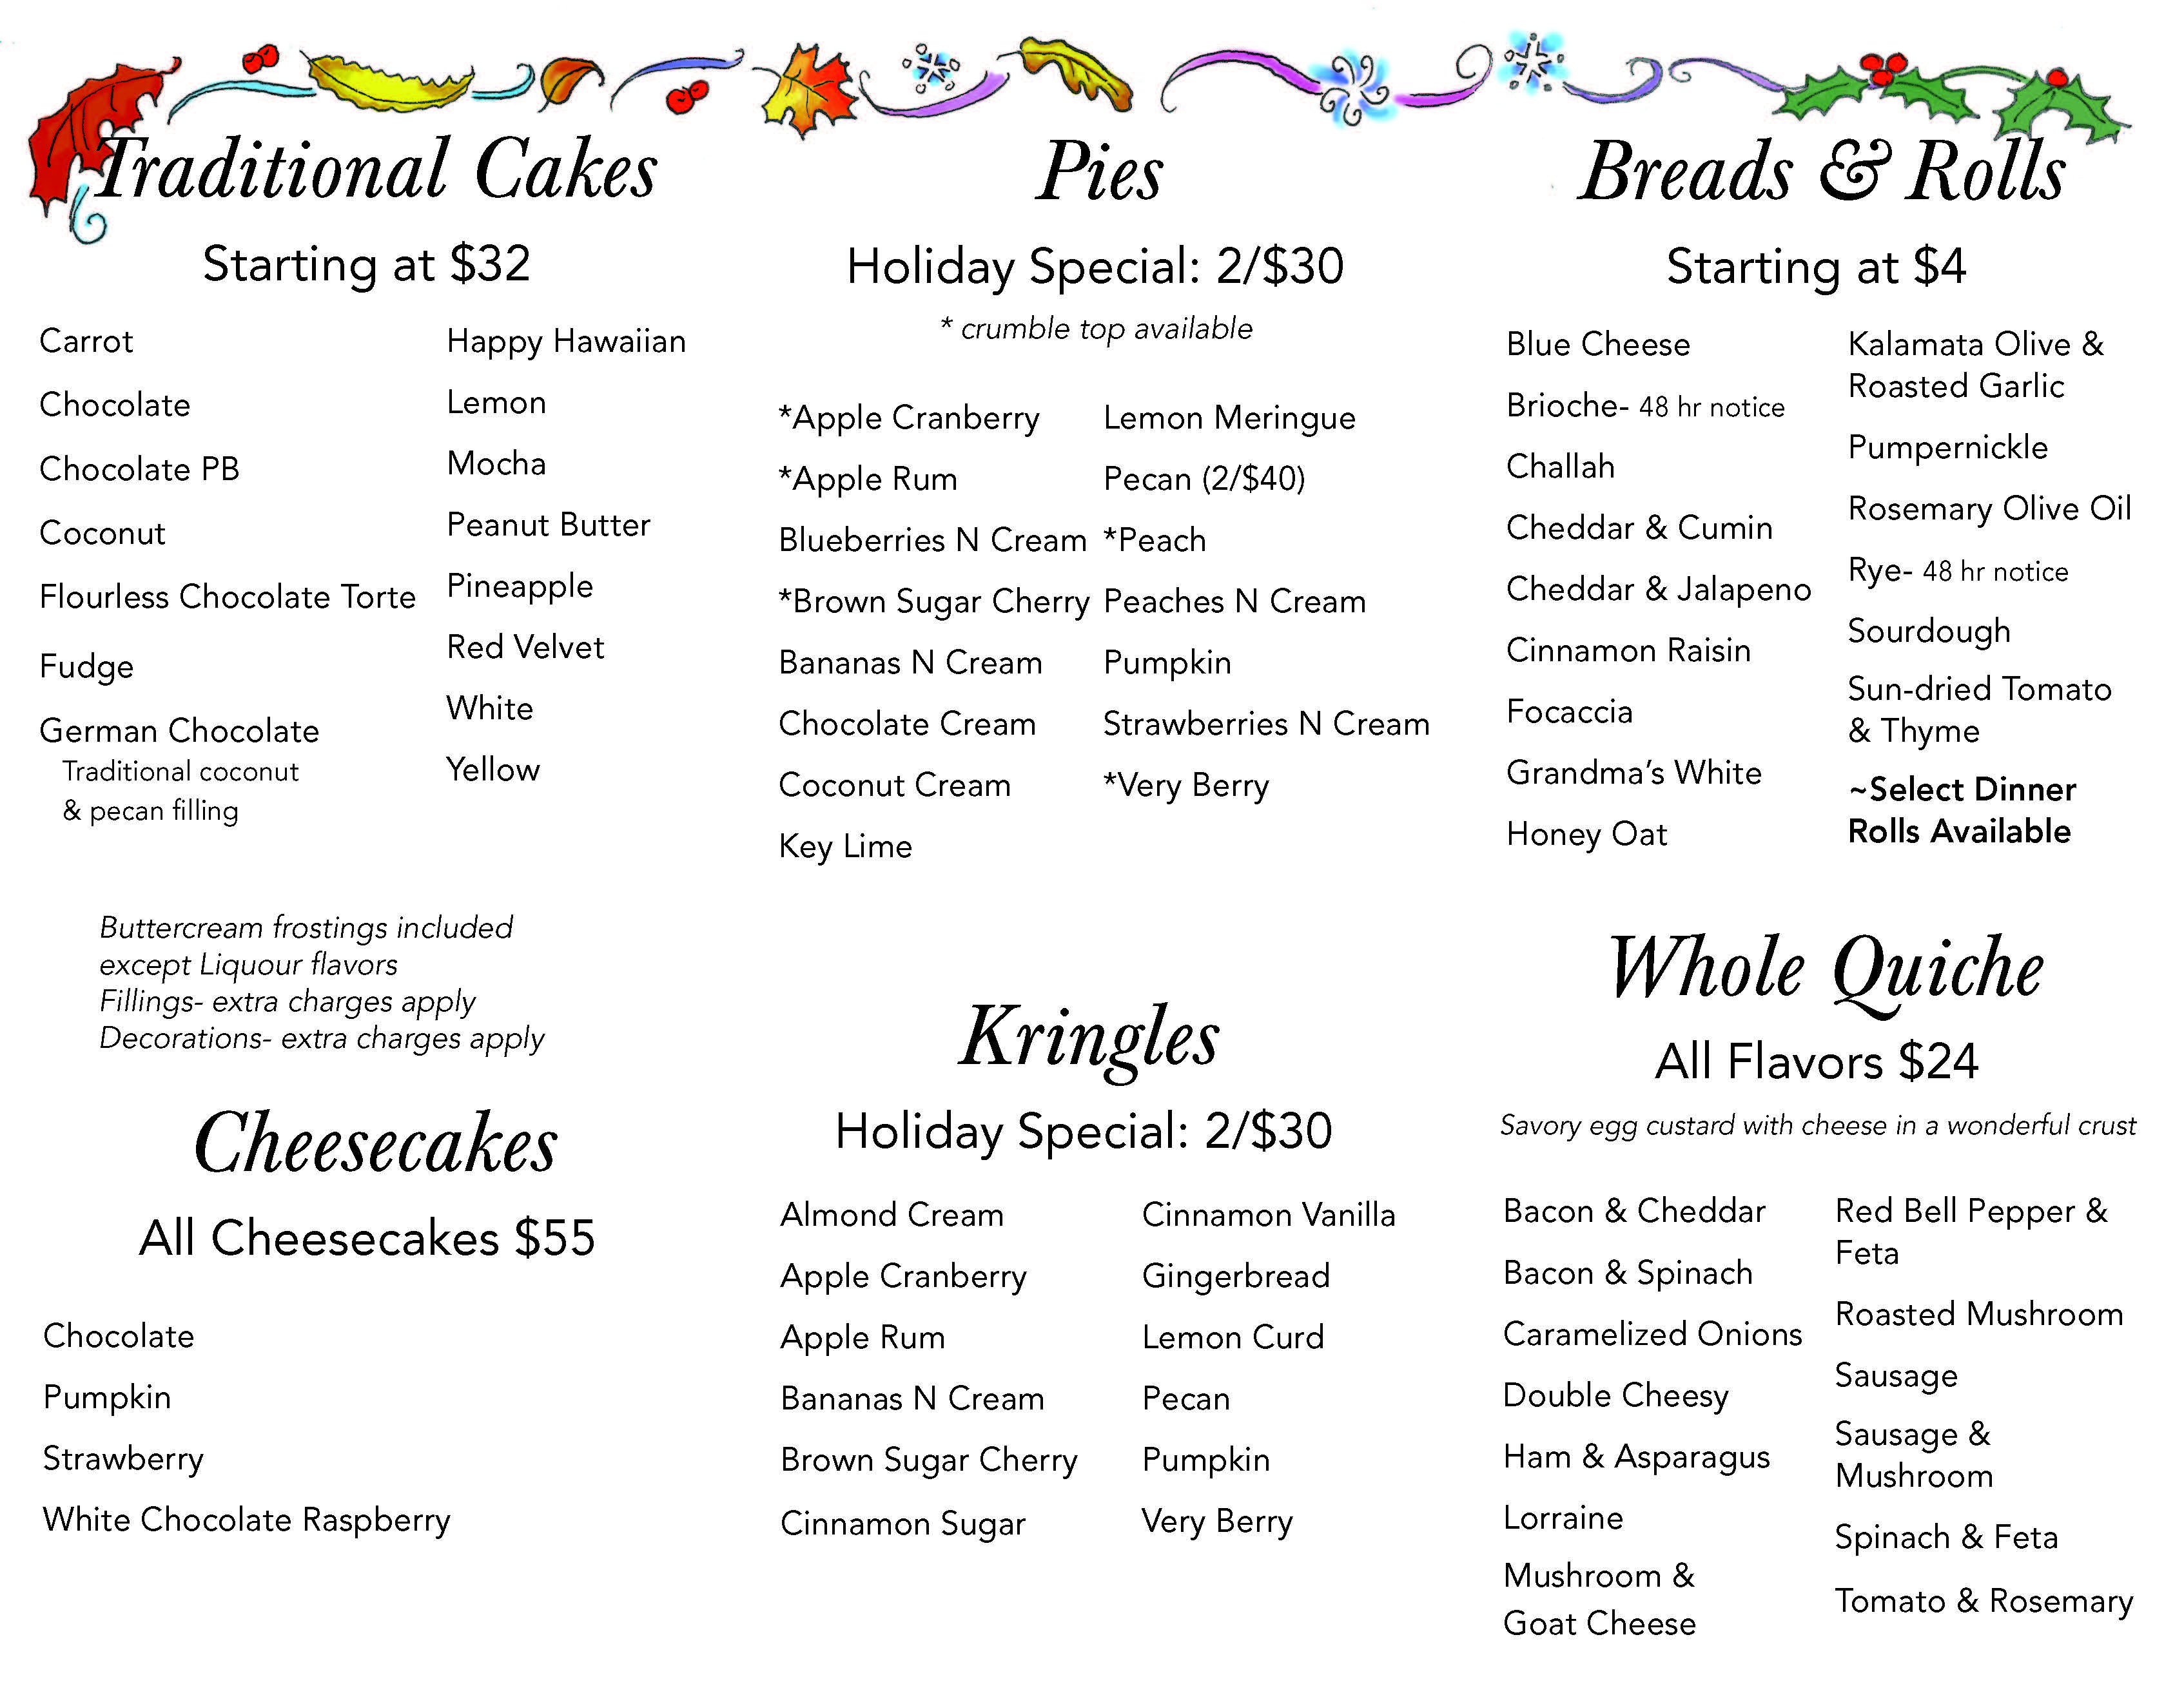 Traditional Cakes
Starting at $32
Carrot
Chocolate
Chocolate PB
Coconut
Flourless Chocolate Torte
Fudge
German Chocolate
Traditional coconut
& pecan filling
Happy Hawaiian
Lemon
Mocha
Peanut Butter
Pineapple
Red Velvet
White
Yellow
Buttercream frostings included
except Liquour flavors
Fillings- extra charges apply
Decorations- extra charges apply
Cheesecakes
All Cheesecakes $55
Chocolate
Pumpkin
Strawberry
White Chocolate Raspberry
Pies
Holiday Special: 2/$30
* crumble top available
*Apple Cranberry
*Apple Rum
Blueberries N Cream
*Brown Sugar Cherry
Bananas N Cream
Chocolate Cream
Coconut Cream
Key Lime
Lemon Meringue
Pecan (2/$40)
*Peach
Peaches N Cream
Pumpkin
Strawberries N Cream
*Very Berry
Kringles
Holiday Special: 2/$30
Almond Cream
Apple Cranberry
Apple Rum
Bananas N Cream
Brown Sugar Cherry
Cinnamon Sugar
Cinnamon Vanilla
Gingerbread
Lemon Curd
Pecan
Pumpkin
Very Berry
Breads & Rolls
Starting at $4
Blue Cheese
Brioche- 48 hr notice
Challah
Cheddar & Cumin
Cheddar & Jalapeno
Cinnamon Raisin
Focaccia
Grandma's White
Honey Oat
Kalamata Olive &
Roasted Garlic
Pumpernickle
Rosemary Olive Oil
Rye- 48 hr notice
Sourdough
Sun-dried Tomato
& Thyme
~Select Dinner
Rolls Available
Whole Quiche
All Flavors $24
Savory egg custard with cheese in a wonderful crust
Bacon & Cheddar
Bacon & Spinach
Caramelized Onions
Double Cheesy
Ham & Asparagus
Lorraine
Mushroom &
Goat Cheese
Red Bell Pepper &
Feta
Roasted Mushroom
Sausage
Sausage &
Mushroom
Spinach & Feta
Tomato & Rosemary